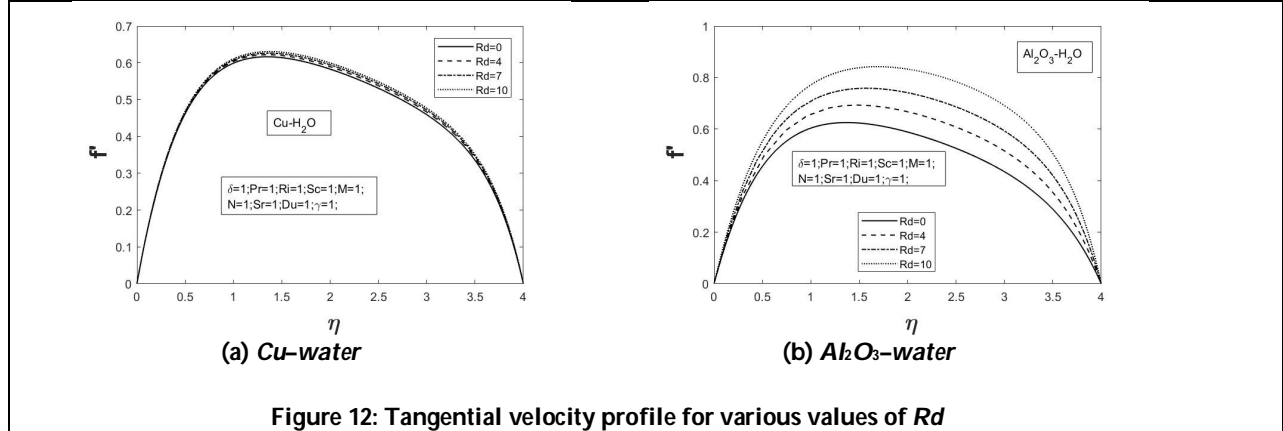 0.7
0.6
0.5
0.4
0.3
0.2
0.1
0
f'
Rd=0
Rd=4
Rd=7
Rd=10
Cu-H2O
δ=1;Pr=1;Ri=1;Sc=1;M=1;
N=1;Sr=1;Du=1;γ=1;
0 0.5 1 1.5 2 2.5 3 3.5 4
η
(a) Cu–water
1
0.8
0.6
0.4
0.2
0
f'
Al2O3-H2O
δ=1;Pr=1;Ri=1;Sc=1;M=1;
N=1;Sr=1;Du=1;γ=1;
Rd=0
Rd=4
Rd=7
Rd=10
0 0.5 1 1.5 2 2.5 3 3.5 4
η
(b) Al2O3–water
Figure 12: Tangential velocity profile for various values of Rd